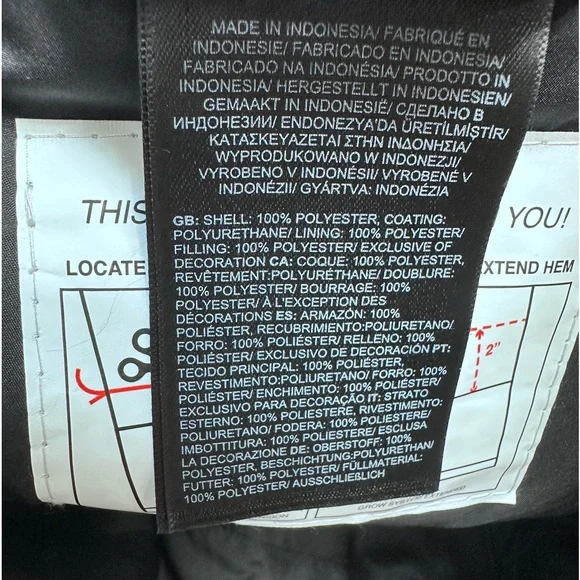 MADE IN INDONESIA/ FABRIQUÉ EN
INDONESIE/ FABRICADO EN INDONESIA/
FABRICADO NA INDONÉSIA/ PRODOTTO IN
INDONESIA/ HERGESTELLT IN INDONESIEN/
GEMAAKT IN INDONESIË/ СДЕЛАНО В
ИНДОНЕЗИИ/ ENDONEZYA'DA ÜRETİLMİŞTİR/
ΚΑΤΑΣΚΕΥΑΖΕΤΑΙ ΣΤΗΝ ΙΝΔΟΝΗΣΙΑ/
WYPRODUKOWANO W INDONEZJI/
VYROBENO V INDONÉSII/ VYROBENÉ V
INDONÉZII/ GYÁRTVA: INDONÉZIA
THIS
YOU!
LOCATE
EXTEND HEM
GB: SHELL: 100% POLYESTER, COATING:
POLYURETHANE/ LINING: 100% POLYESTER/
FILLING: 100% POLYESTER/ EXCLUSIVE OF
DECORATION CA: COQUE: 100% POLYESTER,
REVÊTEMENT:POLYURÉTHANE/ DOUBLURE:
100% POLYESTER/ BOURRAGE: 100%
POLYESTER/ À L'EXCEPTION DES
DÉCORATIONS ES: ARMAZÓN: 100%
POLIÉSTER, RECUBRIMIENTO:POLIURETANO/
FORRO: 100% POLIÉSTER/ RELLENO: 100%
POLIÉSTER/ EXCLUSIVO DE DECORACIÓN PT:
TECIDO PRINCIPAL: 100% POLIÉSTER,
REVESTIMENTO:POLIURETANO/ FORRO: 100%
POLIÉSTER/ ENCHIMENTO: 100% POLIÉSTER/
EXCLUSIVO PARA DECORAÇÃO IT: STRATO
ESTERNO: 100% POLIESTERE, RIVESTIMENTO:
POLIURETANO/ FODERA: 100% POLIESTERE/
IMBOTTITURA: 100% POLIESTERE/ ESCLUSA
LA DECORAZIONE DE: OBERSTOFF: 100%
POLYESTER, BESCHICHTUNG:POLYURETHAN/
FUTTER: 100% POLYESTER/ FÜLLMATERIAL:
100% POLYESTER/ AUSSCHLIEßLICH
2"
GROW SYSTEM EXTENDED